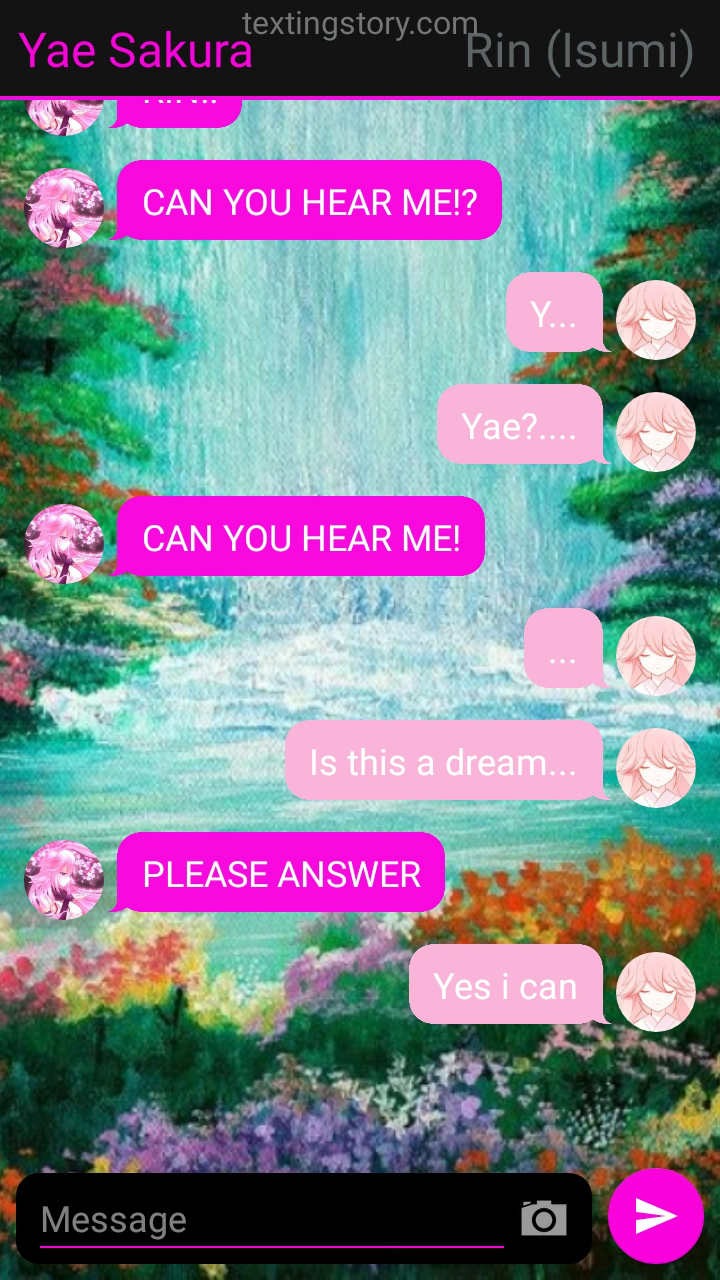 textingstory.com
Yae Sakura
Rin (Isumi)
CAN YOU HEAR ME!?
Y...
Yae?....
CAN YOU HEAR ME!
...
Is this a dream...
PLEASE ANSWER
Yes i can
Message